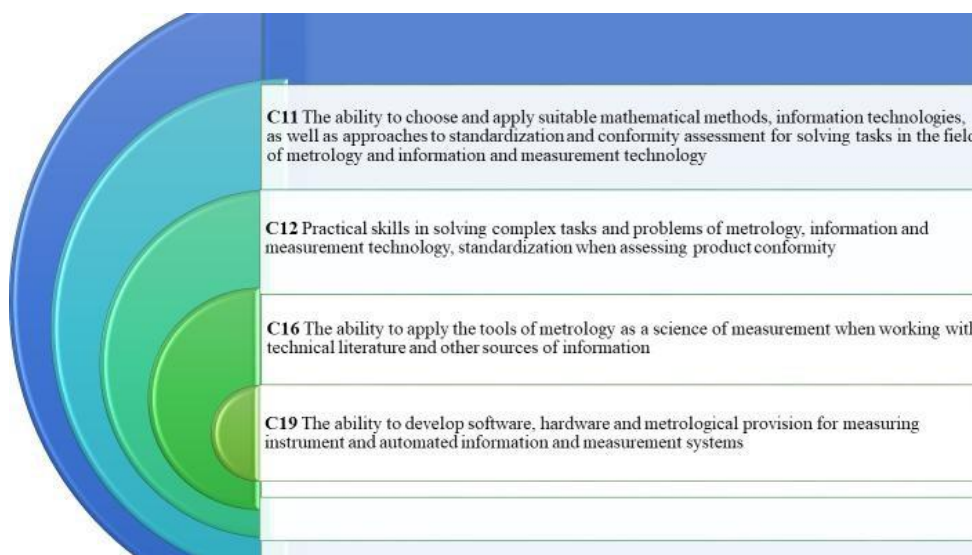 C11 The ability to choose and apply suitable mathematical methods, information technologies,
as well as approaches to standardization and conformity assessment for solving tasks in the field
of metrology and information and measurement technology
C12 Practical skills in solving complex tasks and problems of metrology, information and
measurement technology, standardization when assessing product conformity
C16 The ability to apply the tools of metrology as a science of measurement when working with
technical literature and other sources of information
C19 The ability to develop software, hardware and metrological provision for measuring
instrument and automated information and measurement systems